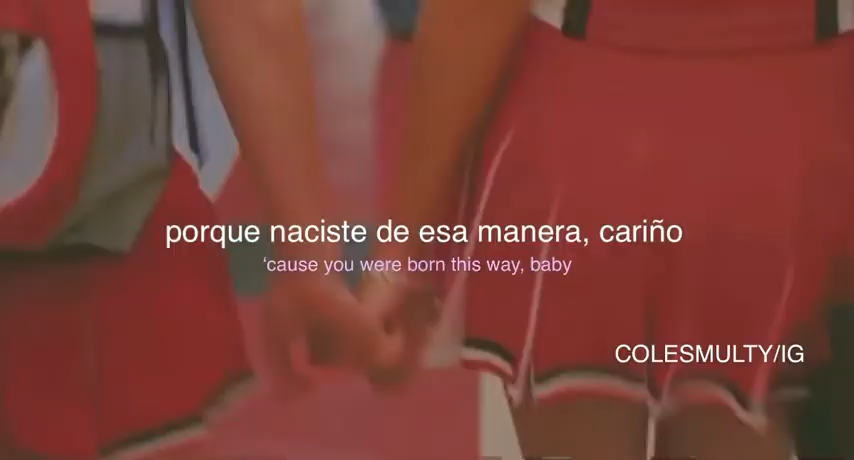 porque naciste de esa manera, cariño
‘cause you were born this way, baby
COLESMULTY/IG